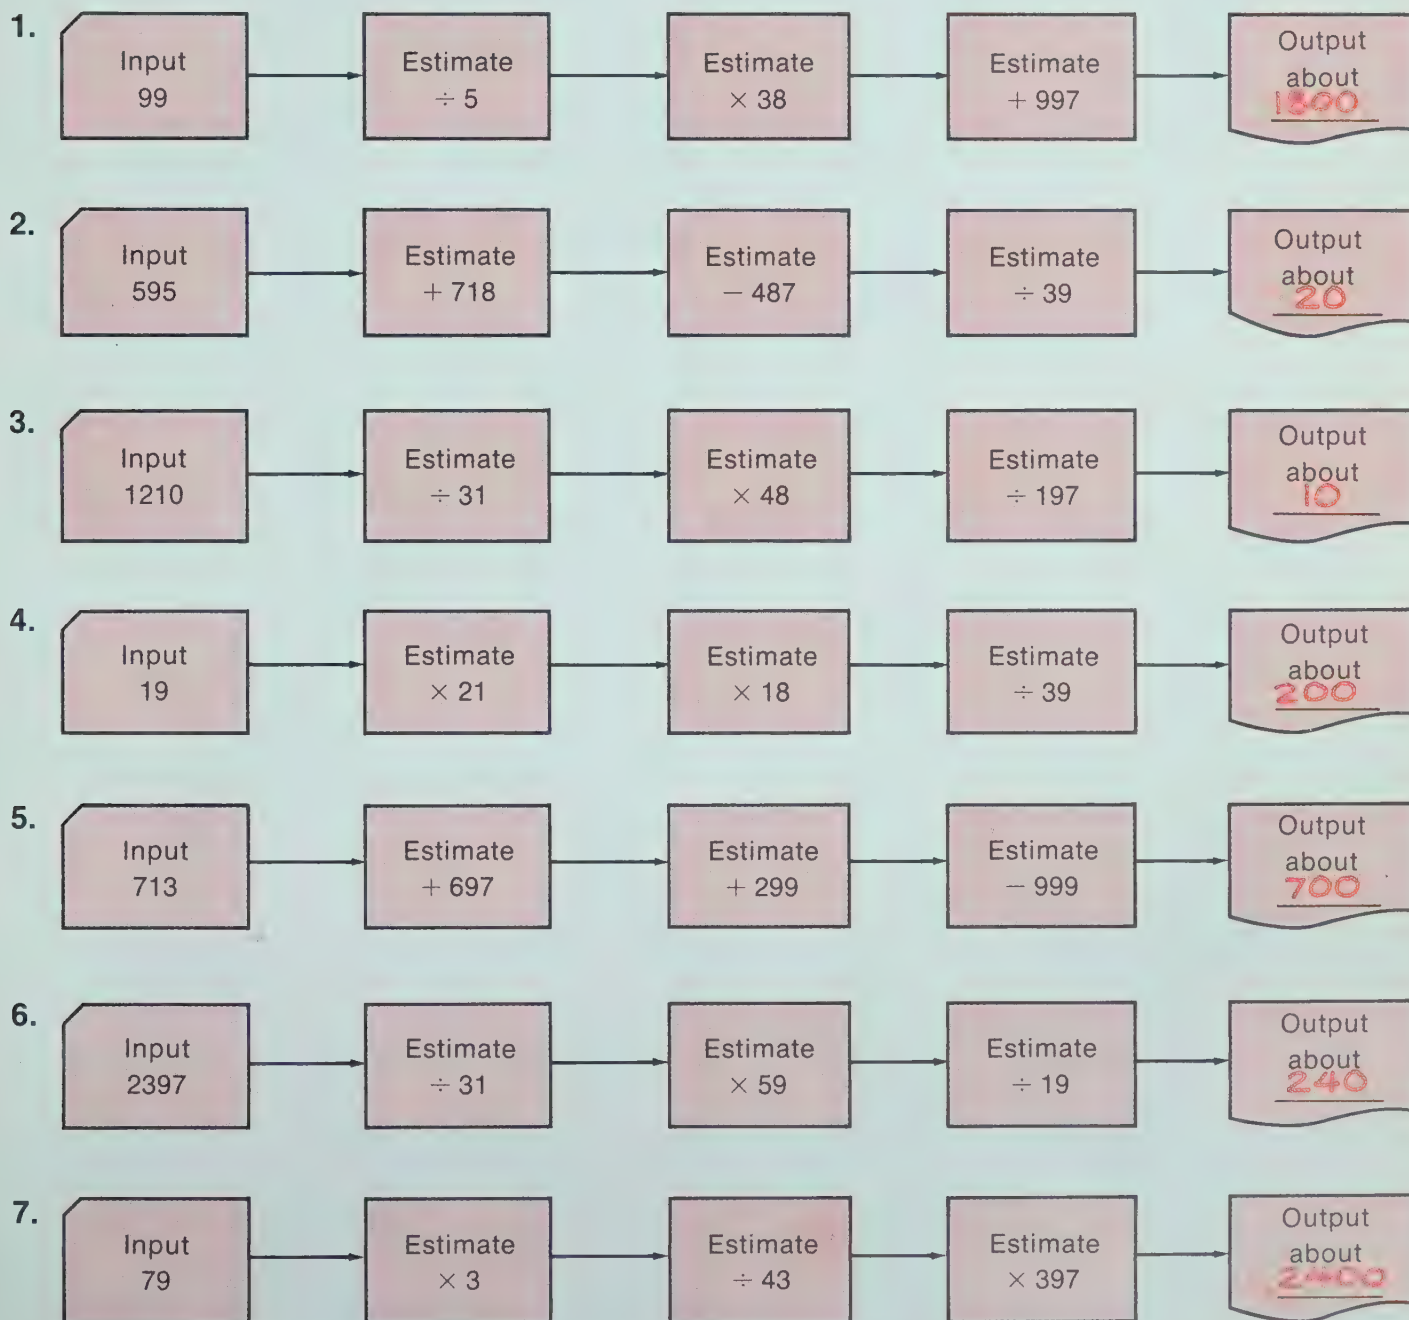 1.
Input
99
Estimate
÷ 5
Estimate
× 38
Estimate
+ 997
Output
about
1800
2.
Input
595
Estimate
+ 718
Estimate
− 487
Estimate
÷ 39
Output
about
20
3.
Input
1210
Estimate
÷ 31
Estimate
× 48
Estimate
÷ 197
Output
about
10
4.
Input
19
Estimate
× 21
Estimate
× 18
Estimate
÷ 39
Output
about
200
5.
Input
713
Estimate
+ 697
Estimate
+ 299
Estimate
− 999
Output
about
700
6.
Input
2397
Estimate
÷ 31
Estimate
× 59
Estimate
÷ 19
Output
about
240
7.
Input
79
Estimate
× 3
Estimate
÷ 43
Estimate
× 397
Output
about
2400